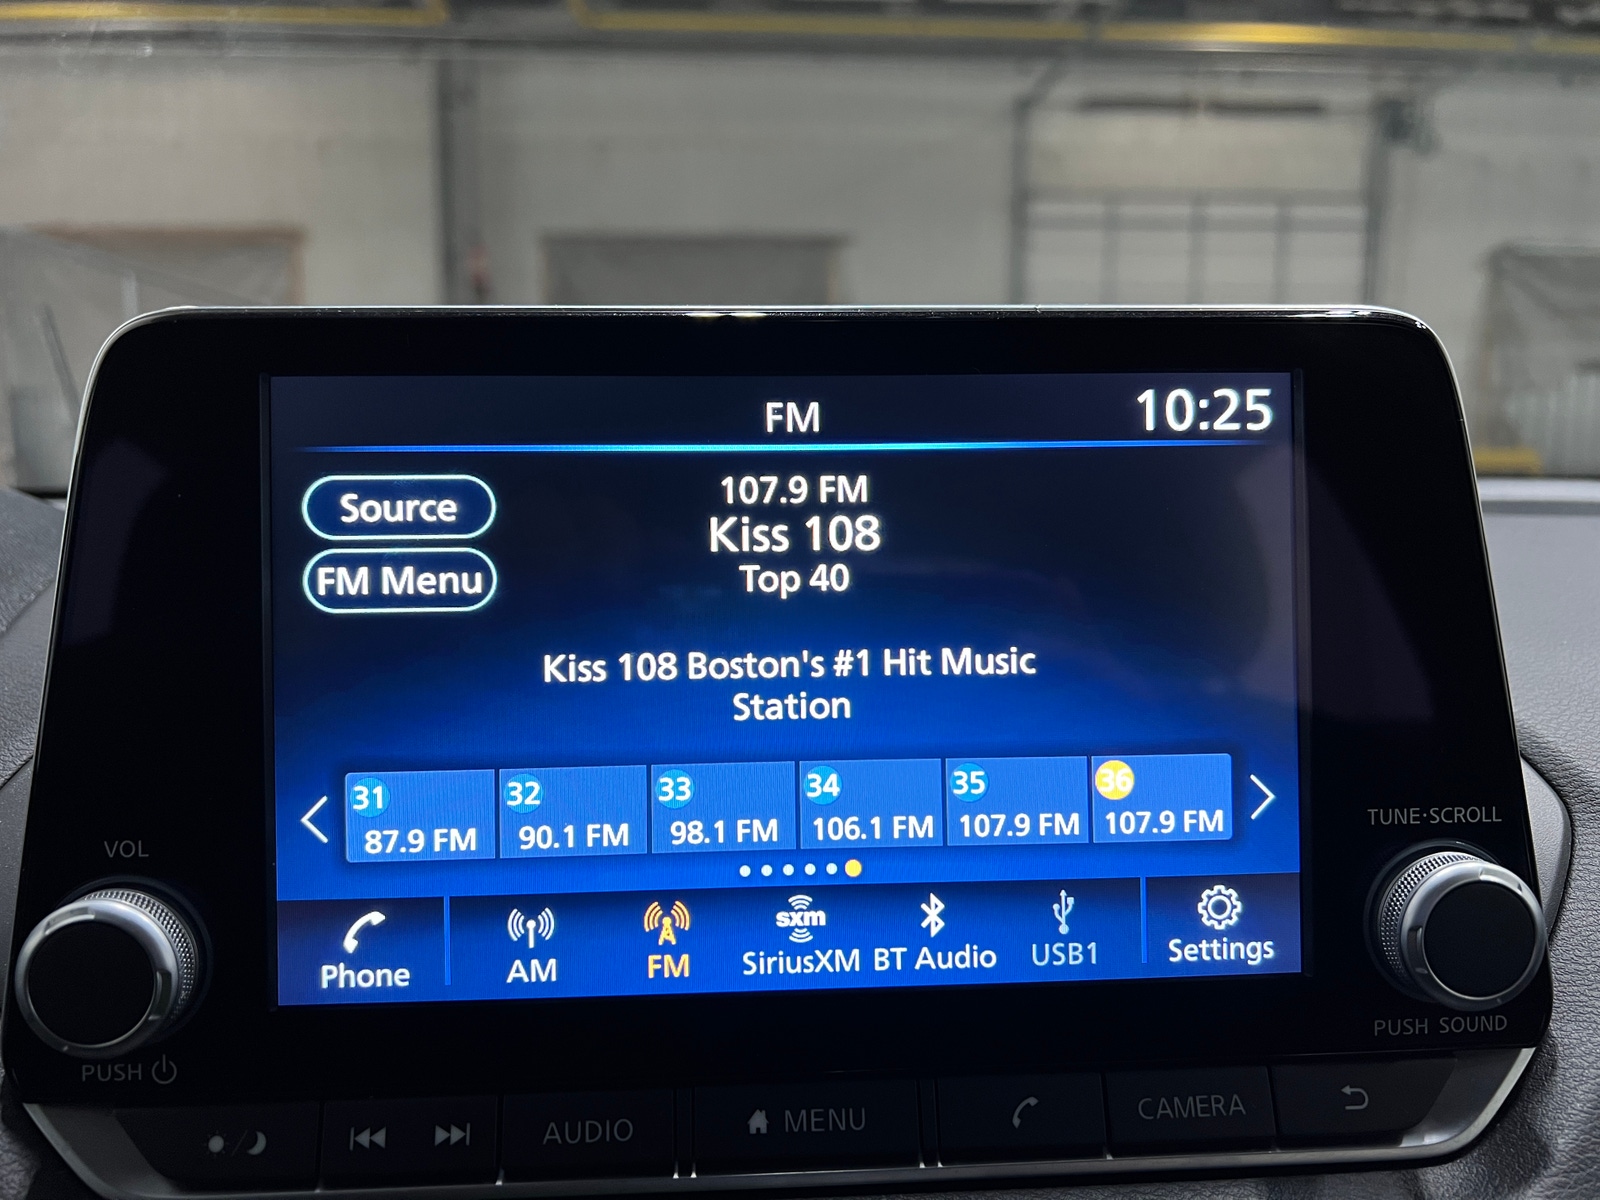 FM
10:25
Source
FM Menu
107.9 FM
Kiss 108
Top 40
Kiss 108 Boston's #1 Hit Music
Station
31
87.9 FM
32
90.1 FM
33
98.1 FM
34
106.1 FM
35
107.9 FM
36
107.9 FM
Phone
AM
FM
sxm
SiriusXM
BT Audio
USB1
Settings
VOL
PUSH
TUNE·SCROLL
PUSH SOUND
AUDIO
MENU
CAMERA